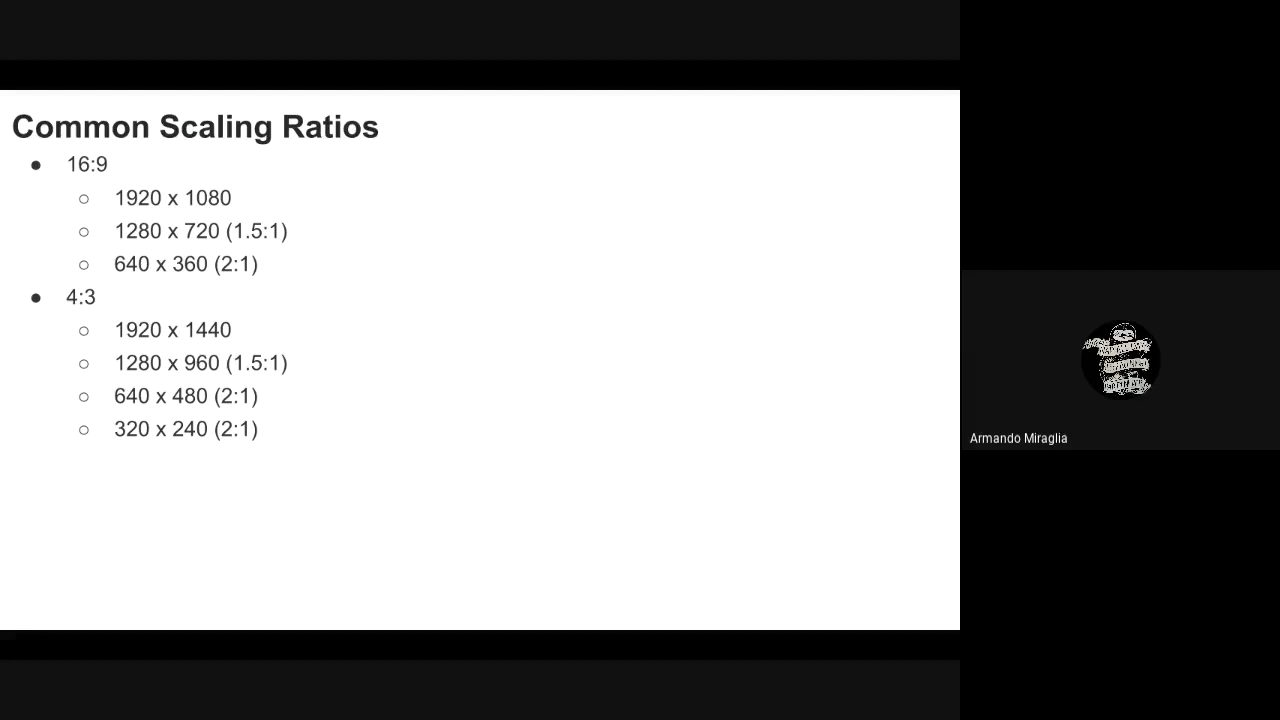 Common Scaling Ratios
● 16:9
○ 1920 x 1080
○ 1280 x 720 (1.5:1)
○ 640 x 360 (2:1)
● 4:3
○ 1920 x 1440
○ 1280 x 960 (1.5:1)
○ 640 x 480 (2:1)
○ 320 x 240 (2:1)
Armando Miraglia